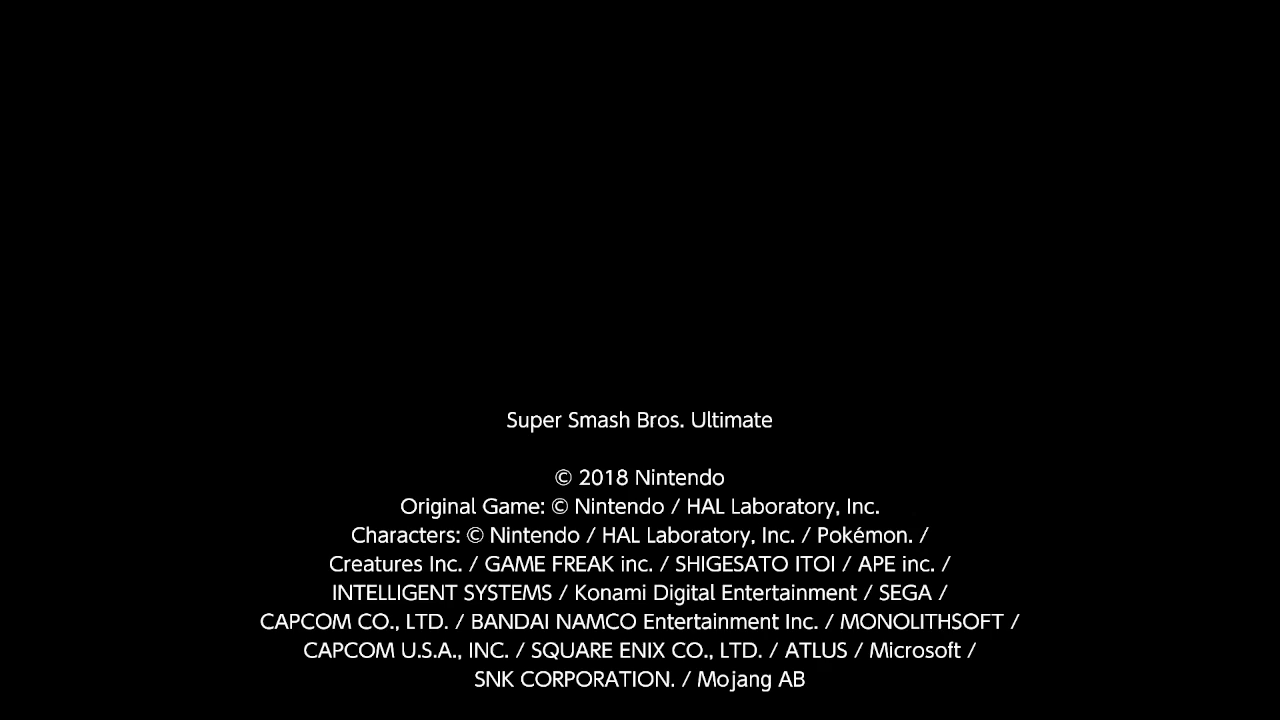 Super Smash Bros. Ultimate
© 2018 Nintendo
Original Game: © Nintendo / HAL Laboratory, Inc.
Characters: © Nintendo / HAL Laboratory, Inc. / Pokémon. /
Creatures Inc. / GAME FREAK inc. / SHIGESATO ITOI / APE inc. /
INTELLIGENT SYSTEMS / Konami Digital Entertainment / SEGA /
CAPCOM CO., LTD. / BANDAI NAMCO Entertainment Inc. / MONOLITHSOFT /
CAPCOM U.S.A., INC. / SQUARE ENIX CO., LTD. / ATLUS / Microsoft /
SNK CORPORATION. / Mojang AB